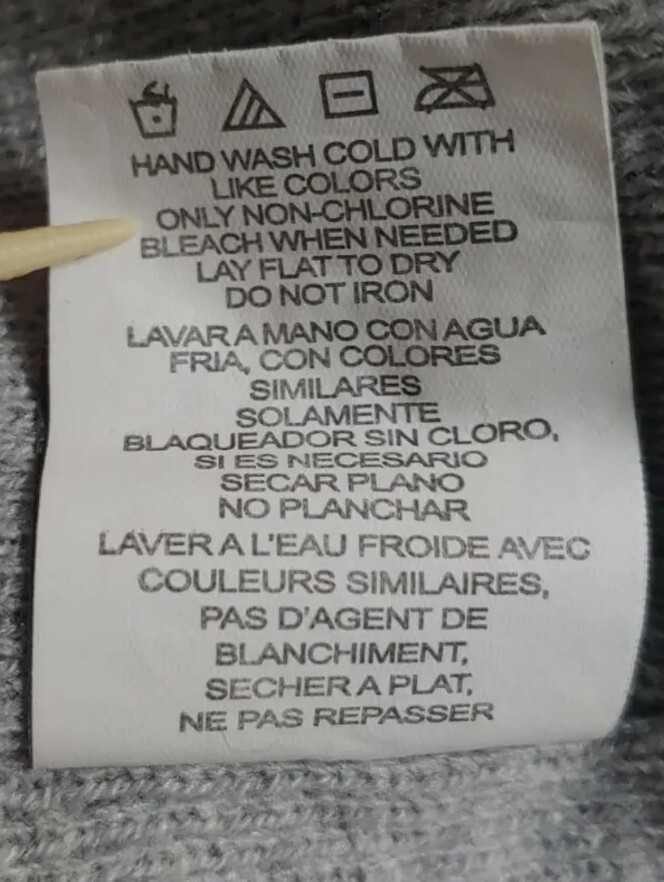 HAND WASH COLD WITH
LIKE COLORS
ONLY NON-CHLORINE
BLEACH WHEN NEEDED
LAY FLAT TO DRY
DO NOT IRON
LAVAR A MANO CON AGUA
FRIA, CON COLORES
SIMILARES
SOLAMENTE
BLAQUEADOR SIN CLORO,
SI ES NECESARIO
SECAR PLANO
NO PLANCHAR
LAVER A L'EAU FROIDE AVEC
COULEURS SIMILAIRES,
PAS D'AGENT DE
BLANCHIMENT,
SECHER A PLAT,
NE PAS REPASSER